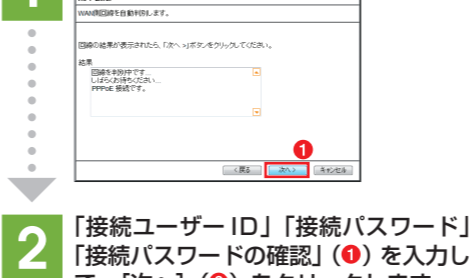 1
WAN側回線を自動判別します。
回線の結果が表示されたら、「次へ >」ボタンをクリックしてください。
結果
回線を判別中です...
しばらくお待ちください...
PPPoE 接続です。
1
< 戻る 次へ > キャンセル
2 「接続ユーザー ID」「接続パスワード」
「接続パスワードの確認」(❶) を入力し